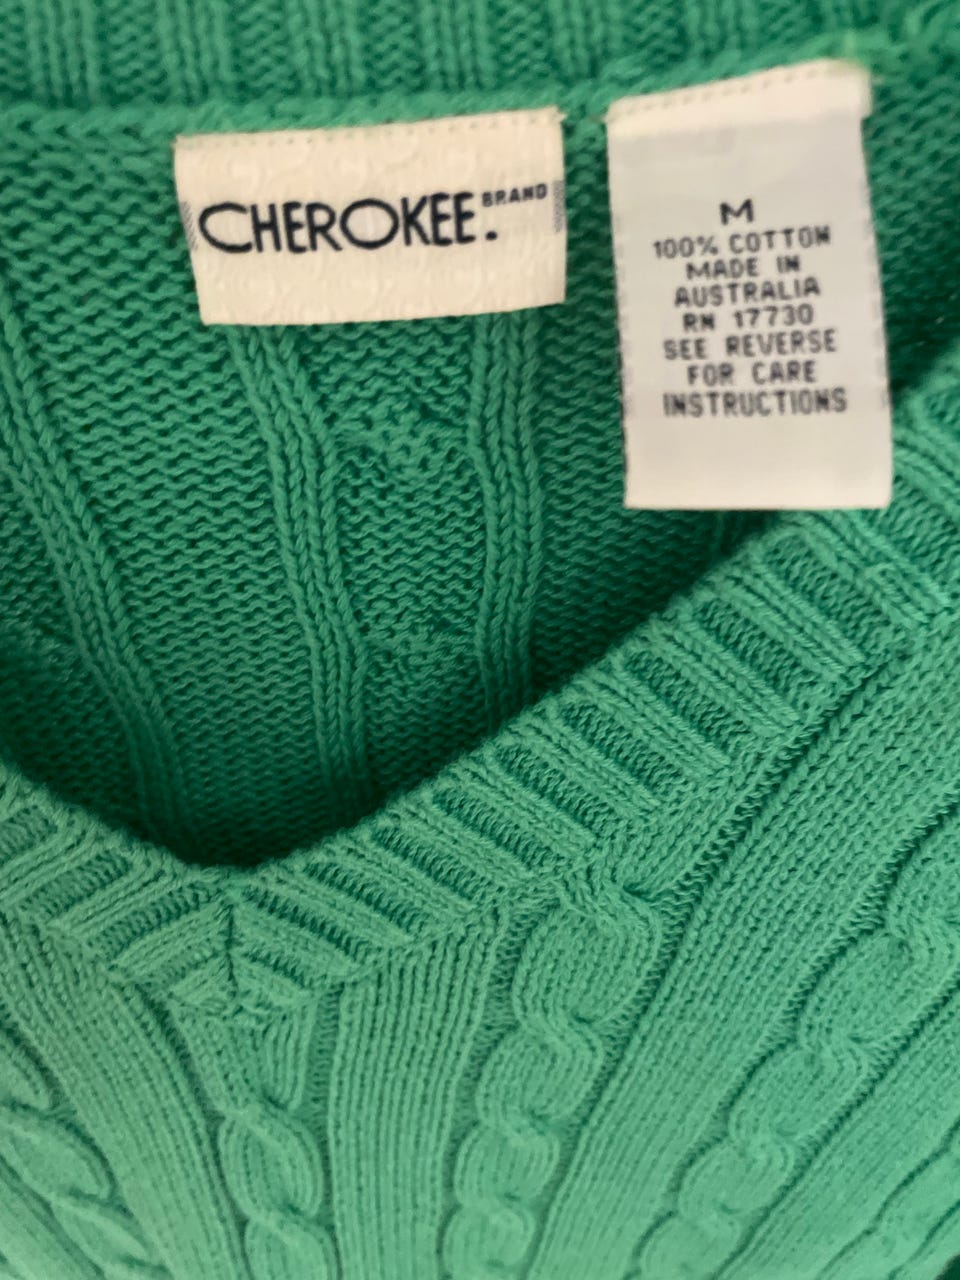 CHEROKEE. BRAND
M
100% COTTON
MADE IN
AUSTRALIA
RN 17730
SEE REVERSE
FOR CARE
INSTRUCTIONS